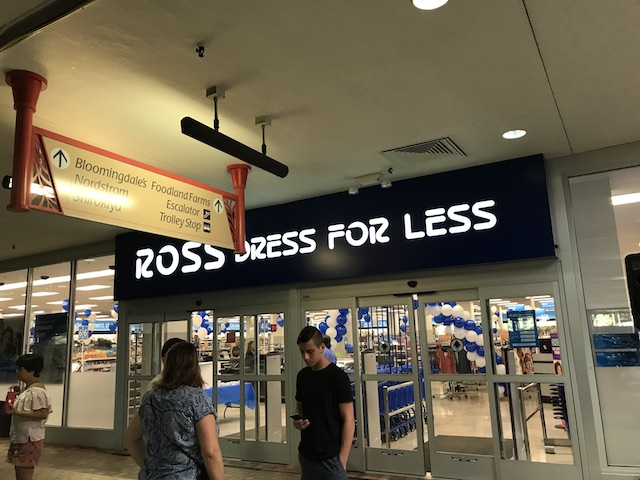 Bloomingdale's
Nordstrom
Shirokiya
Foodland Farms
Escalator
Trolley Stop
ROSS DRESS FOR LESS